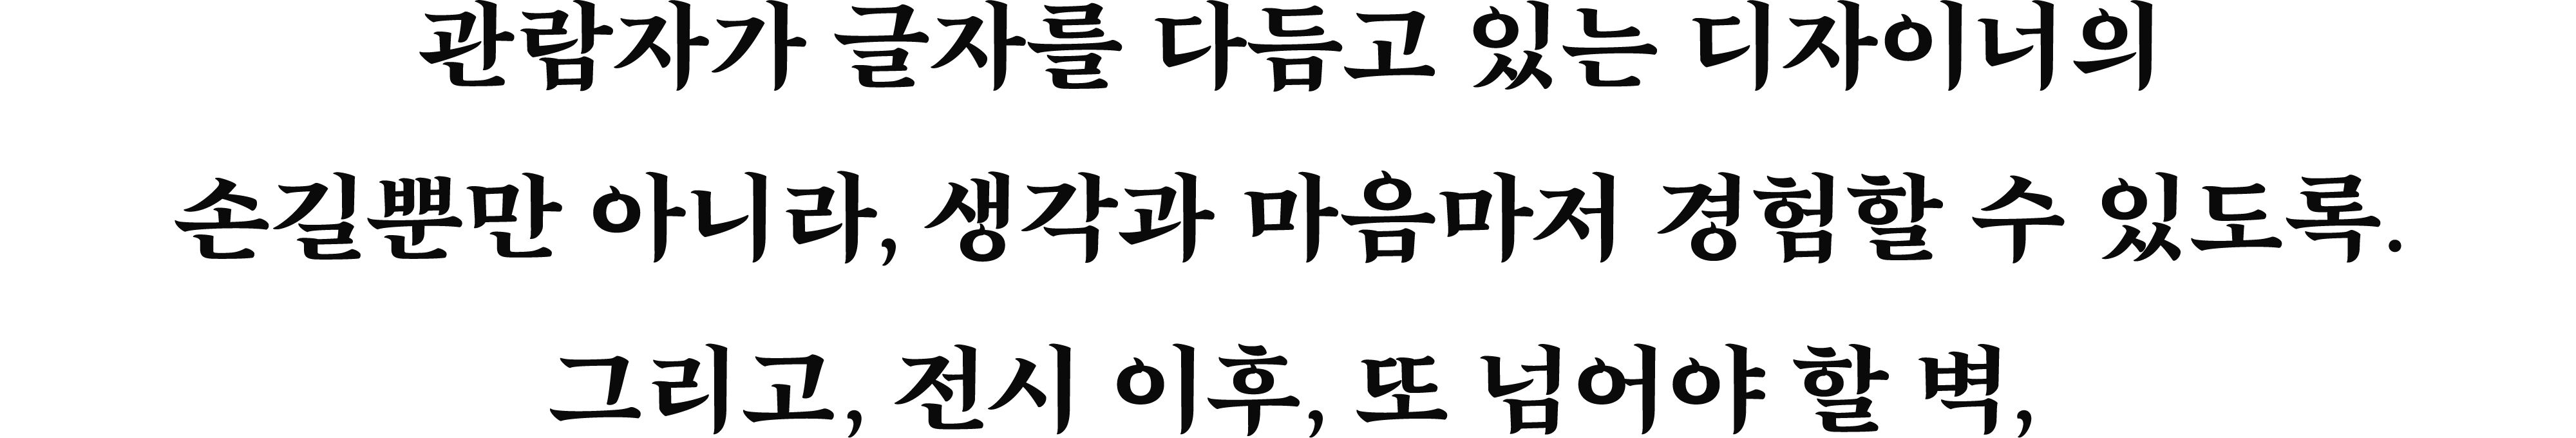 관람자가 글자를 다듬고 있는 디자이너의
손길뿐만 아니라, 생각과 마음마저 경험할 수 있도록.
그리고, 전시 이후, 또 넘어야 할 벽,